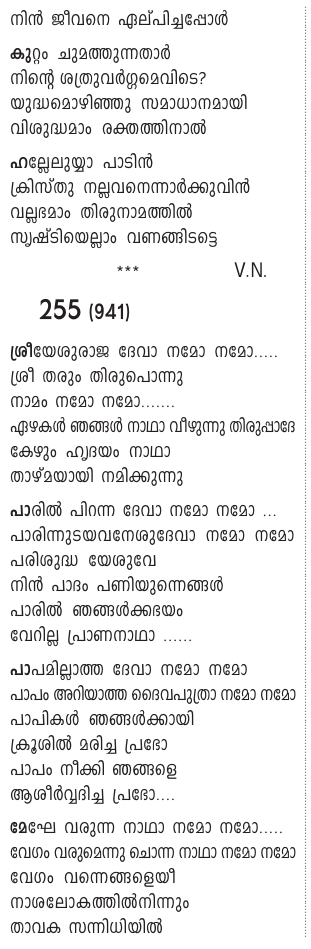 നിൻ ജീവനെ ഏല്പിച്ചപ്പോൾ
കുറ്റം ചുമത്തുന്നതാർ
നിന്റെ ശത്രുവർഗ്ഗമെവിടെ?
യുദ്ധമൊഴിഞ്ഞു സമാധാനമായി
വിശുദ്ധമാം രക്തത്തിനാൽ
ഹല്ലേലുയ്യാ പാടിൻ
ക്രിസ്തു നല്ലവനെന്നാർക്കുവിൻ
വല്ലഭമാം തിരുനാമത്തിൽ
സൃഷ്ടിയെല്ലാം വണങ്ങിടട്ടെ
*** V.N.
255 (941)
ശ്രീയേശുരാജ ദേവാ നമോ നമോ.....
ശ്രീ തരും തിരുപൊന്നു
നാമം നമോ നമോ.......
ഏഴകൾ ഞങ്ങൾ നാഥാ വീഴുന്നു തിരുപ്പാദേ
കേഴും ഹൃദയം നാഥാ
താഴ്മയായി നമിക്കുന്നു
പാരിൽ പിറന്ന ദേവാ നമോ നമോ ...
പാരിന്നുടയവനേശുദേവാ നമോ നമോ
പരിശുദ്ധ യേശുവേ
നിൻ പാദം പണിയുന്നെങ്ങൾ
പാരിൽ ഞങ്ങൾക്കഭയം
വേറില്ല പ്രാണനാഥാ ......
പാപമില്ലാത്ത ദേവാ നമോ നമോ
പാപം അറിയാത്ത ദൈവപുത്രാ നമോ നമോ
പാപികൾ ഞങ്ങൾക്കായി
ക്രൂശിൽ മരിച്ച പ്രഭോ
പാപം നീക്കി ഞങ്ങളെ
ആശീർവ്വദിച്ച പ്രഭോ....
മേഘേ വരുന്ന നാഥാ നമോ നമോ.....
വേഗം വരുമെന്നു ചൊന്ന നാഥാ നമോ നമോ
വേഗം വന്നെങ്ങളെയീ
നാശലോകത്തിൽനിന്നും
താവക സന്നിധിയിൽ